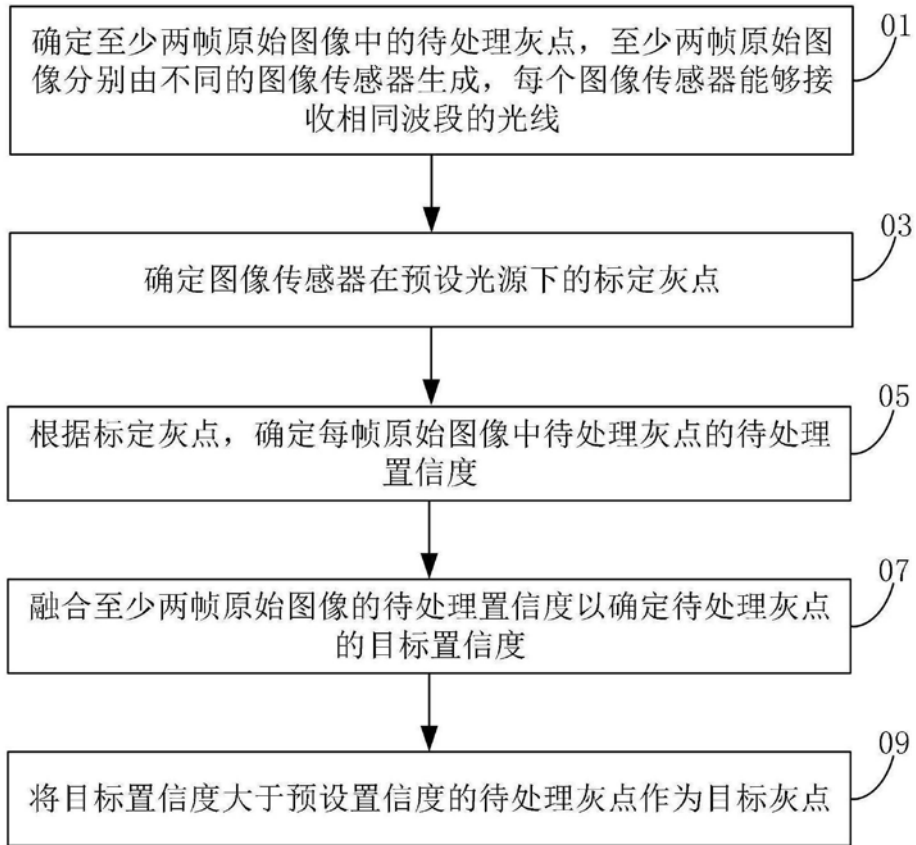 确定至少两帧原始图像中的待处理灰点，至少两帧原始图
像分别由不同的图像传感器生成，每个图像传感器能够接
收相同波段的光线
01
确定图像传感器在预设光源下的标定灰点
03
根据标定灰点，确定每帧原始图像中待处理灰点的待处理
置信度
05
融合至少两帧原始图像的待处理置信度以确定待处理灰点
的目标置信度
07
将目标置信度大于预设置信度的待处理灰点作为目标灰点
09